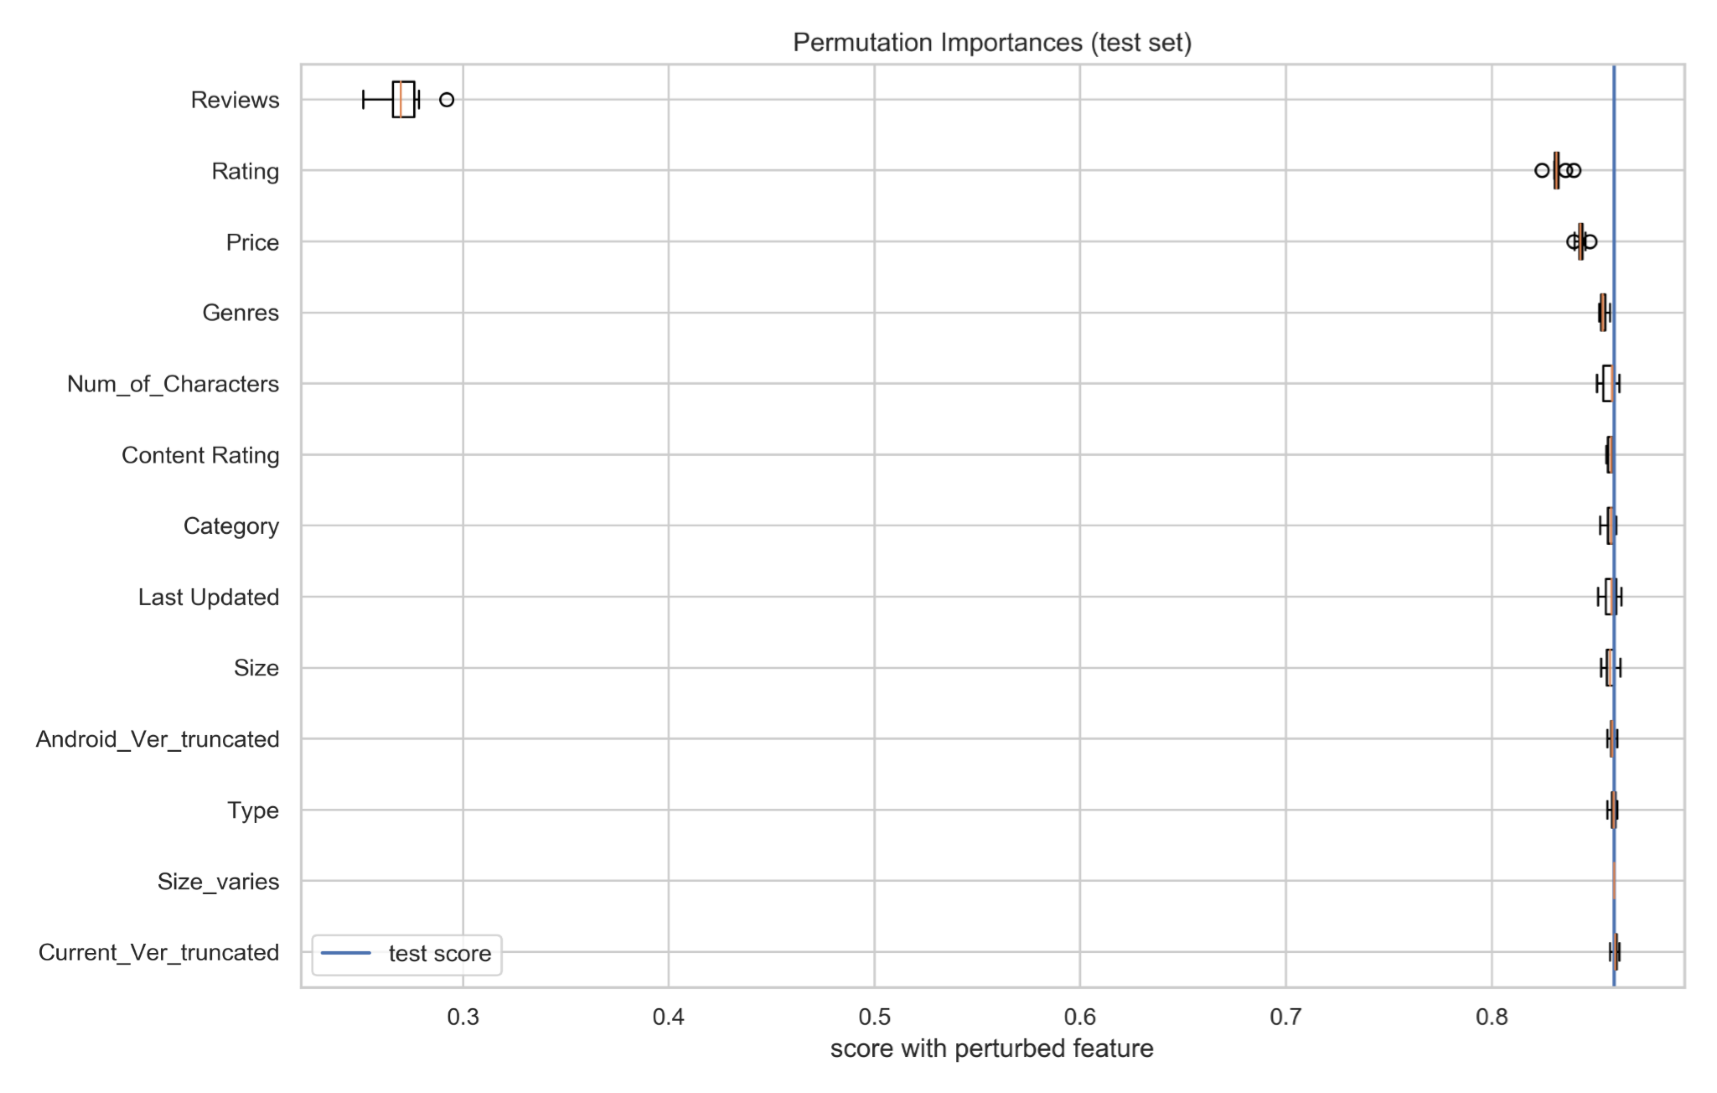 Permutation Importances (test set)
Reviews
Rating
Price
Genres
Num_of_Characters
Content Rating
Category
Last Updated
Size
Android_Ver_truncated
Type
Size_varies
Current_Ver_truncated
test score
0.3 0.4 0.5 0.6 0.7 0.8
score with perturbed feature